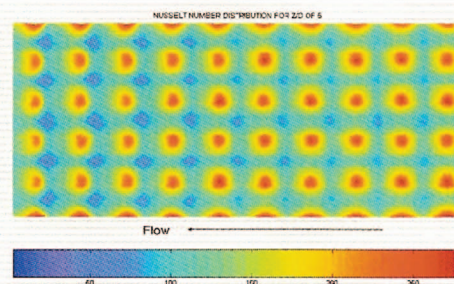 NUSSELT NUMBER DISTRIBUTION FOR Z/D OF 5
Flow
50 100 150 200 250